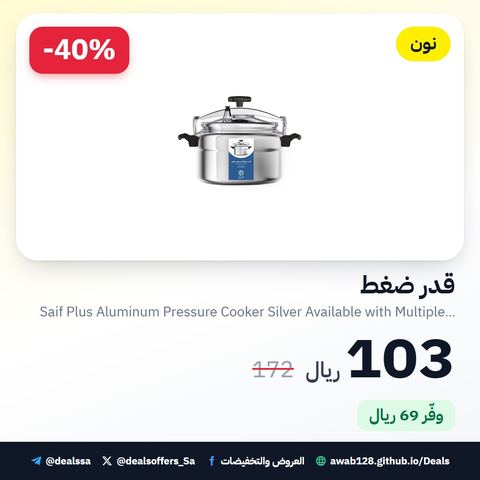 -40%
نون
قدر ضغط
Saif Plus Aluminum Pressure Cooker Silver Available with Multiple...
103 ريال 172
وفّر 69 ريال
@dealssa @dealsoffers_Sa العروض والتخفيضات awab128.github.io/Deals